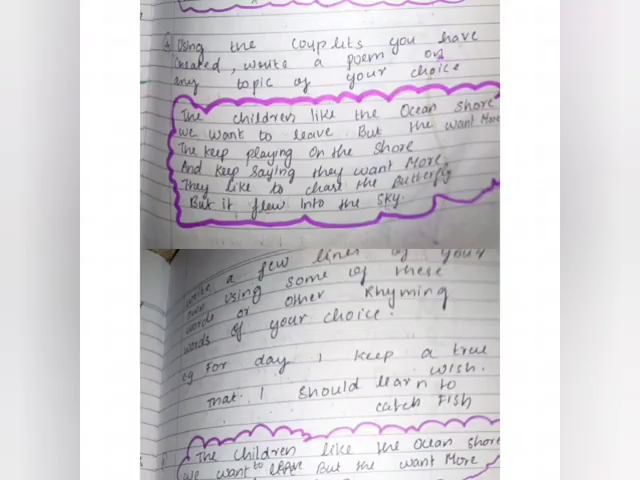 Using the couplets you have
created, write a poem on
any topic of your choice
The children like the Ocean Shore
we want to leave But the want More
The keep playing On the Shore
And keep saying they want More,
They like to chase the Butterfly
But it flew Into the Sky.
write a few lines of your
own using some of these
words or other Rhyming
words of your choice.
eg For day I keep a true
wish.
That I should learn to
catch FISH
The children like the Ocean Shore
we want to leave But the want More